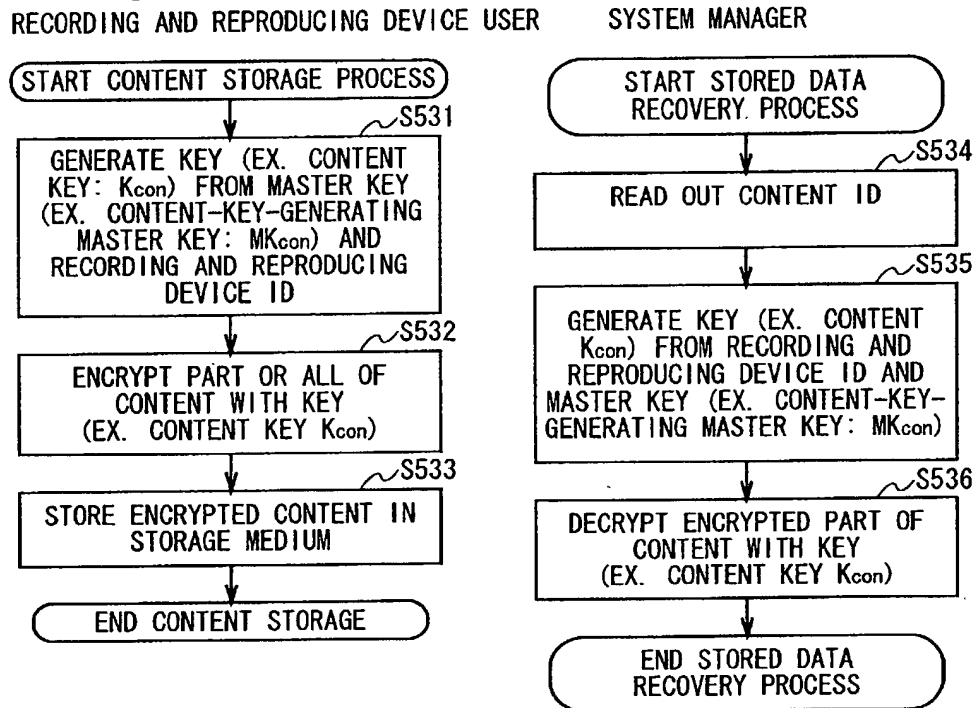 RECORDING AND REPRODUCING DEVICE USER
START CONTENT STORAGE PROCESS
S531
GENERATE KEY (EX. CONTENT
KEY: Kcon) FROM MASTER KEY
(EX. CONTENT-KEY-GENERATING
MASTER KEY: MKcon) AND
RECORDING AND REPRODUCING
DEVICE ID
S532
ENCRYPT PART OR ALL OF
CONTENT WITH KEY
(EX. CONTENT KEY Kcon)
S533
STORE ENCRYPTED CONTENT IN
STORAGE MEDIUM
END CONTENT STORAGE
SYSTEM MANAGER
START STORED DATA
RECOVERY PROCESS
S534
READ OUT CONTENT ID
S535
GENERATE KEY (EX. CONTENT
Kcon) FROM RECORDING AND
REPRODUCING DEVICE ID AND
MASTER KEY (EX. CONTENT-KEY-
GENERATING MASTER KEY: MKcon)
S536
DECRYPT ENCRYPTED PART OF
CONTENT WITH KEY
(EX. CONTENT KEY Kcon)
END STORED DATA
RECOVERY PROCESS